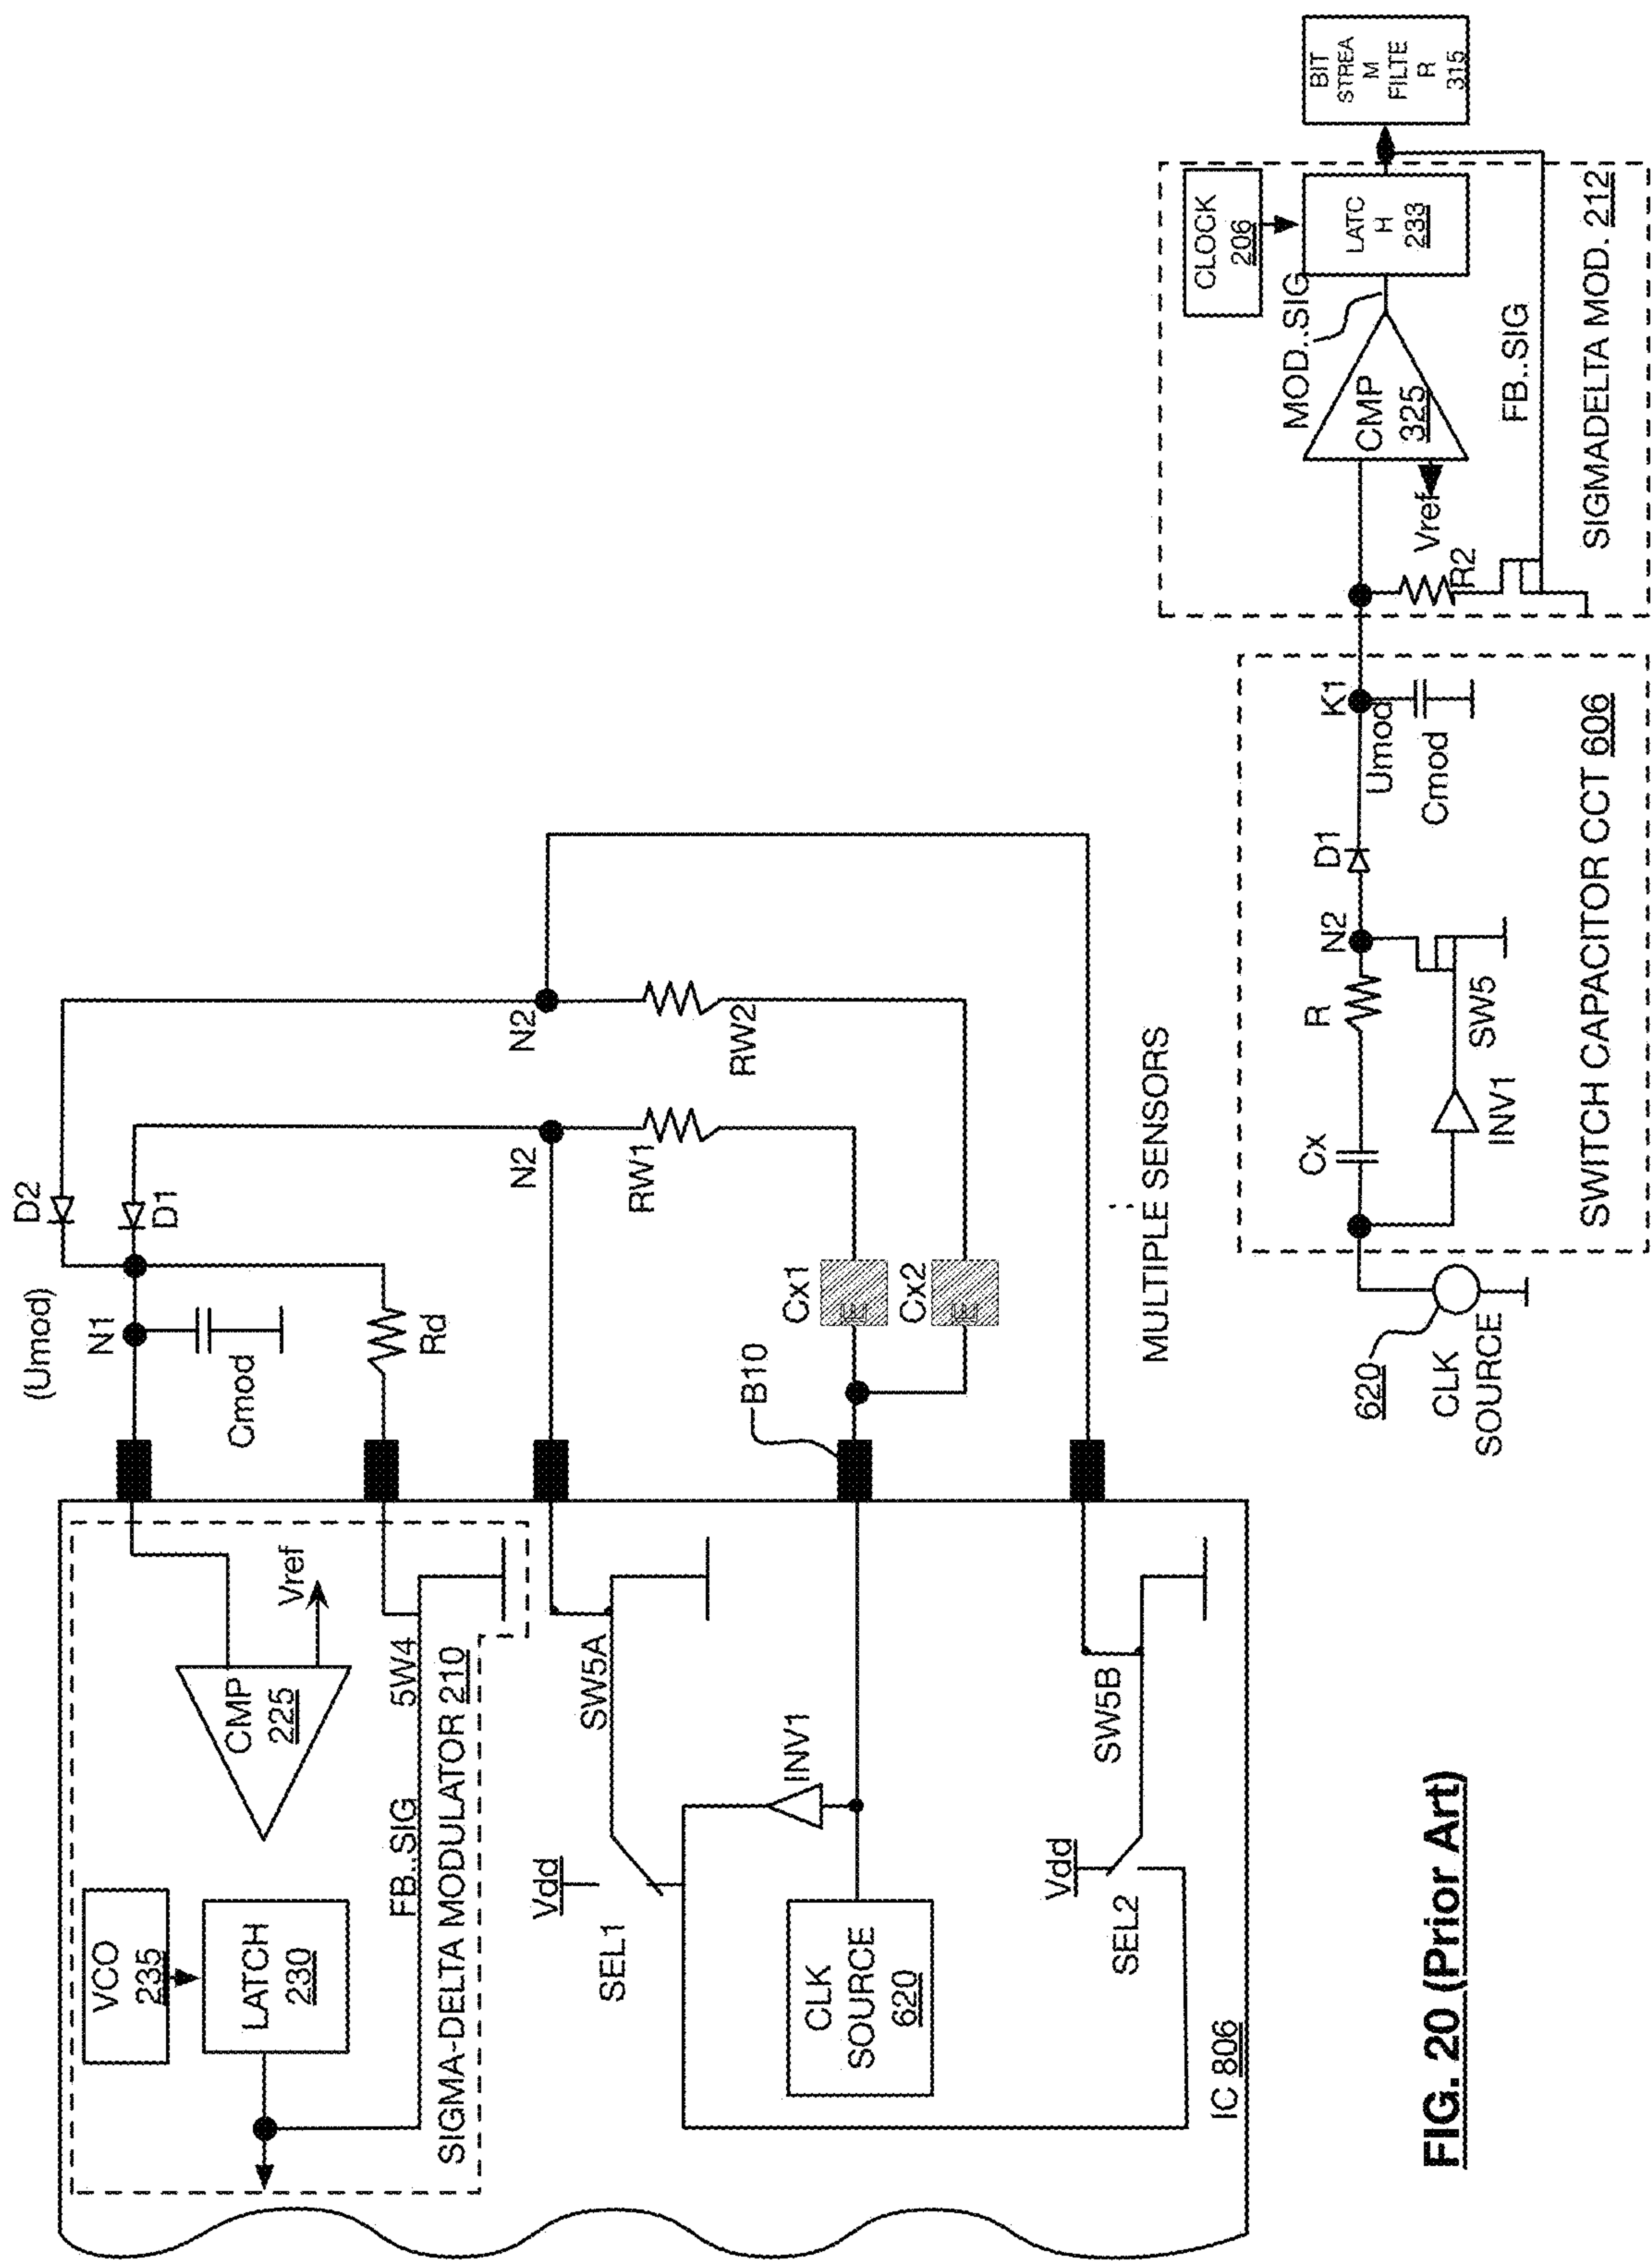 (Umod)
D2
D1
N1
Cmod
Rd
N2
N2
RW1
RW2
Cx1
E
Cx2
E
B10
MULTIPLE SENSORS
VCO
235
LATCH
230
CMP
225
Vref
FB..SIG
5W4
SIGMA-DELTA MODULATOR 210
Vdd
SEL1
SW5A
INV1
CLK
SOURCE
620
Vdd
SEL2
SW5B
IC 806
620
CLK
SOURCE
Cx
R
N2
D1
K1
Umod
Cmod
SW5
INV1
SWITCH CAPACITOR CCT 606
CLOCK
206
MOD..SIG
LATC
H
233
CMP
325
Vref
R2
FB..SIG
SIGMADELTA MOD. 212
BIT
STREA
M
FILTE
R
315
FIG. 20 (Prior Art)